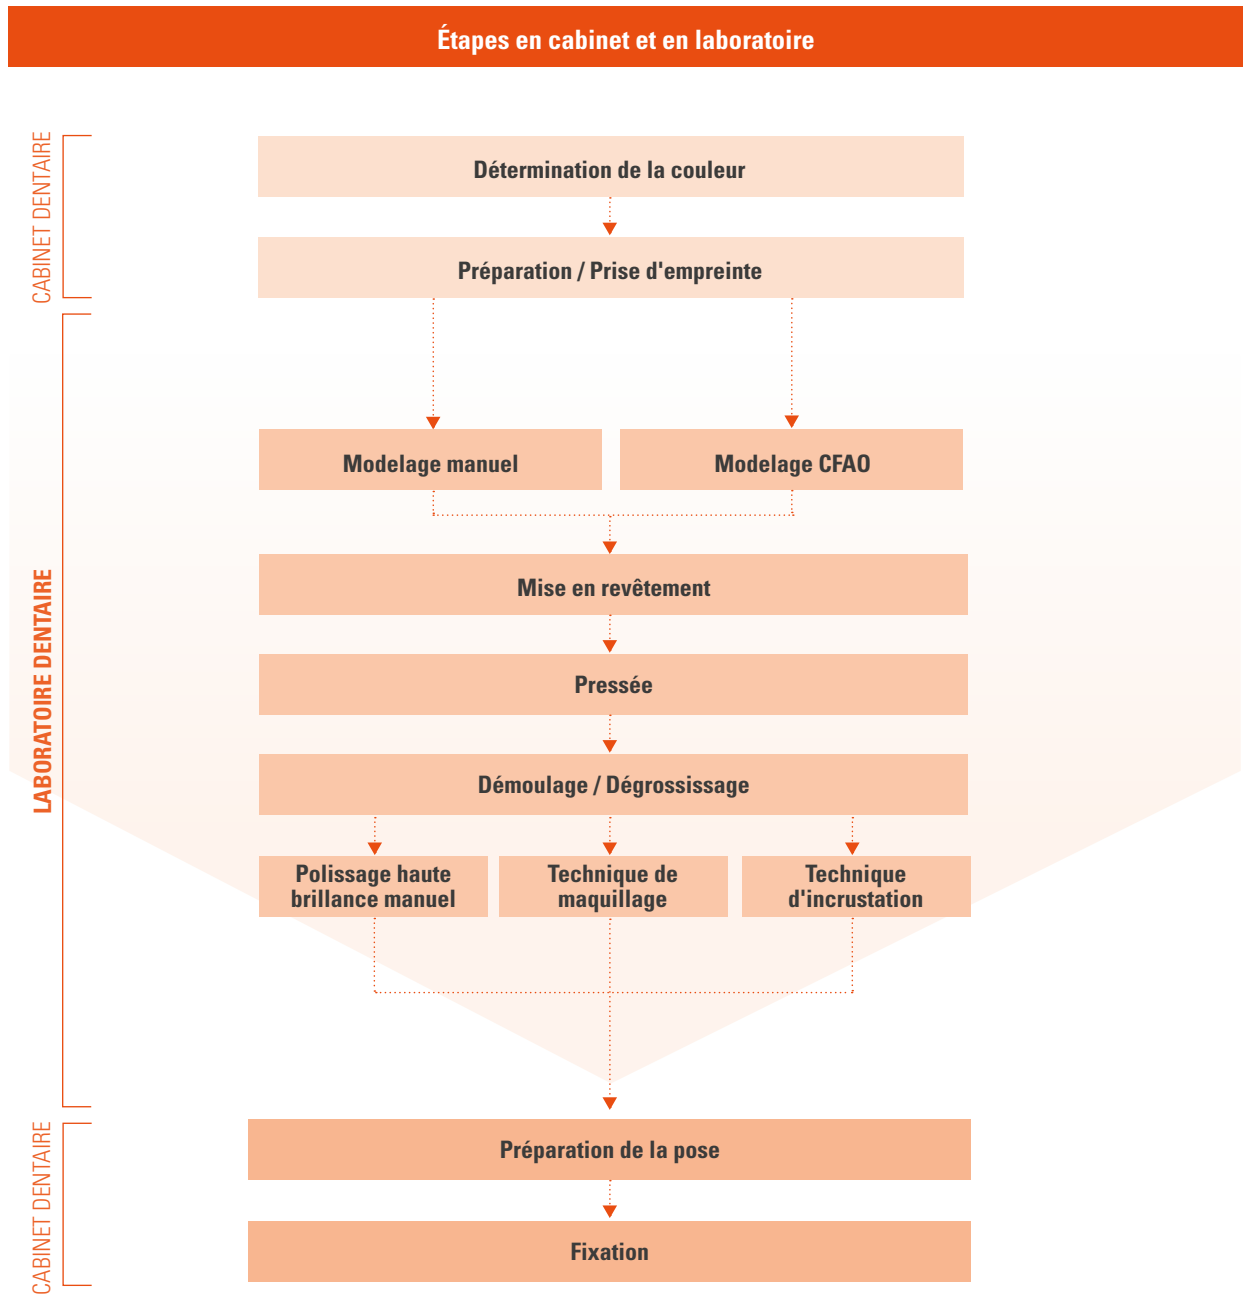 Étapes en cabinet et en laboratoire
CABINET DENTAIRE
Détermination de la couleur
Préparation / Prise d'empreinte
LABORATOIRE DENTAIRE
Modelage manuel
Modelage CFAO
Mise en revêtement
Pressée
Démoulage / Dégrossissage
Polissage haute
brillance manuel
Technique de
maquillage
Technique
d'incrustation
CABINET DENTAIRE
Préparation de la pose
Fixation